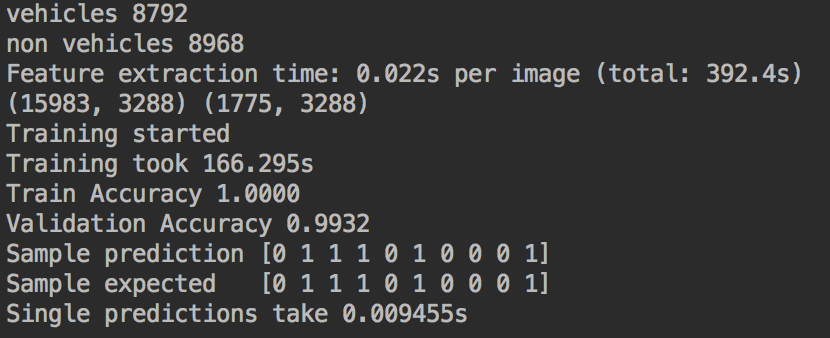 vehicles 8792
non vehicles 8968
Feature extraction time: 0.022s per image (total: 392.4s)
(15983, 3288) (1775, 3288)
Training started
Training took 166.295s
Train Accuracy 1.0000
Validation Accuracy 0.9932
Sample prediction [0 1 1 1 0 1 0 0 0 1]
Sample expected   [0 1 1 1 0 1 0 0 0 1]
Single predictions take 0.009455s